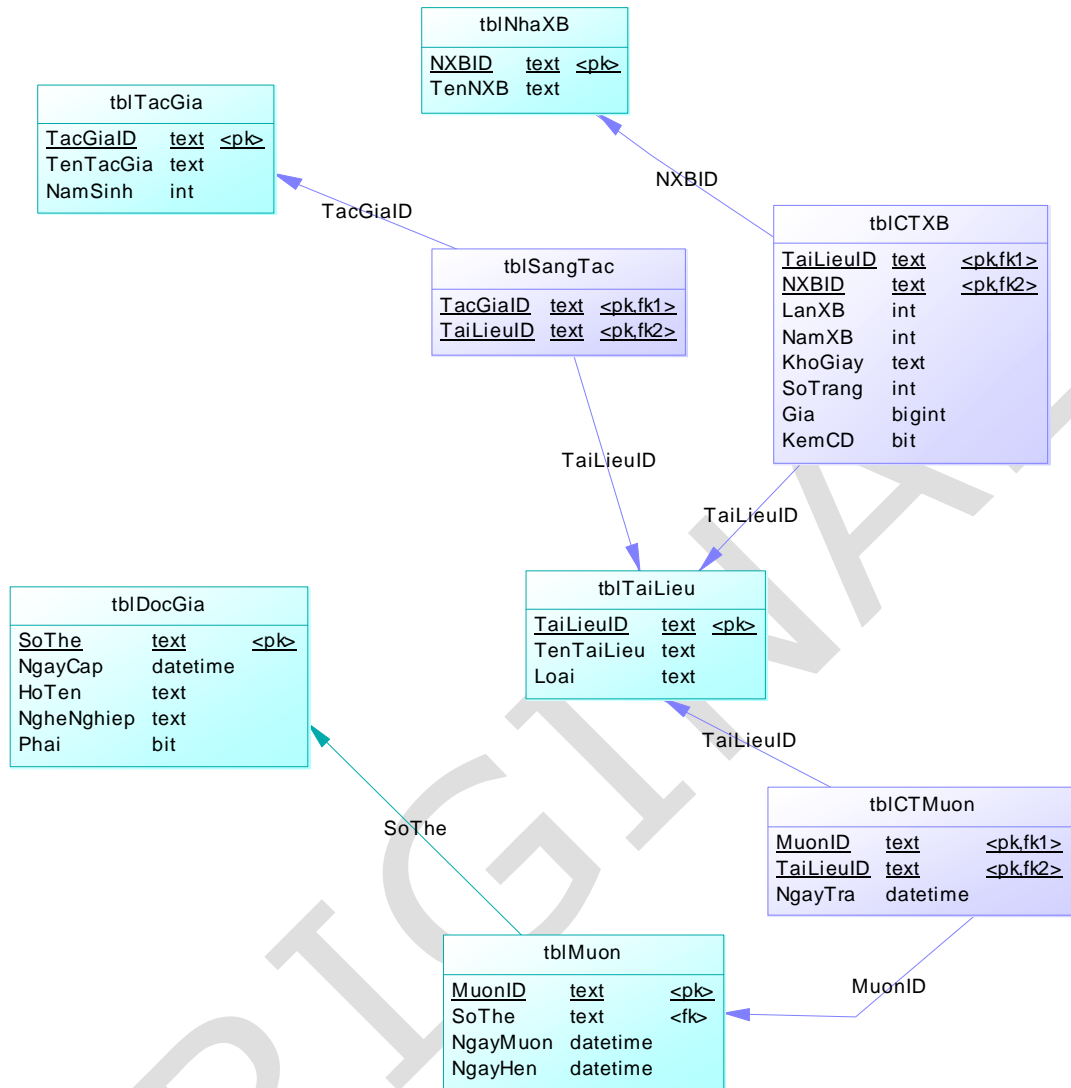 tblNhaXB
NXBID text <pk>
TenNXB text
tblTacGia
TacGiaID text <pk>
TenTacGia text
NamSinh int
NXBID
TacGiaID
tblCTXB
TaiLieuID text <pk,fk1>
NXBID text <pk,fk2>
LanXB int
NamXB int
KhoGiay text
SoTrang int
Gia bigint
KemCD bit
tblSangTac
TacGiaID text <pk,fk1>
TaiLieuID text <pk,fk2>
TaiLieuID
TaiLieuID
tblTaiLieu
TaiLieuID text <pk>
TenTaiLieu text
Loai text
tblDocGia
SoThe text <pk>
NgayCap datetime
HoTen text
NgheNghiep text
Phai bit
TaiLieuID
SoThe
tblCTMuon
MuonID text <pk,fk1>
TaiLieuID text <pk,fk2>
NgayTra datetime
tblMuon
MuonID text <pk>
SoThe text <fk>
NgayMuon datetime
NgayHen datetime
MuonID